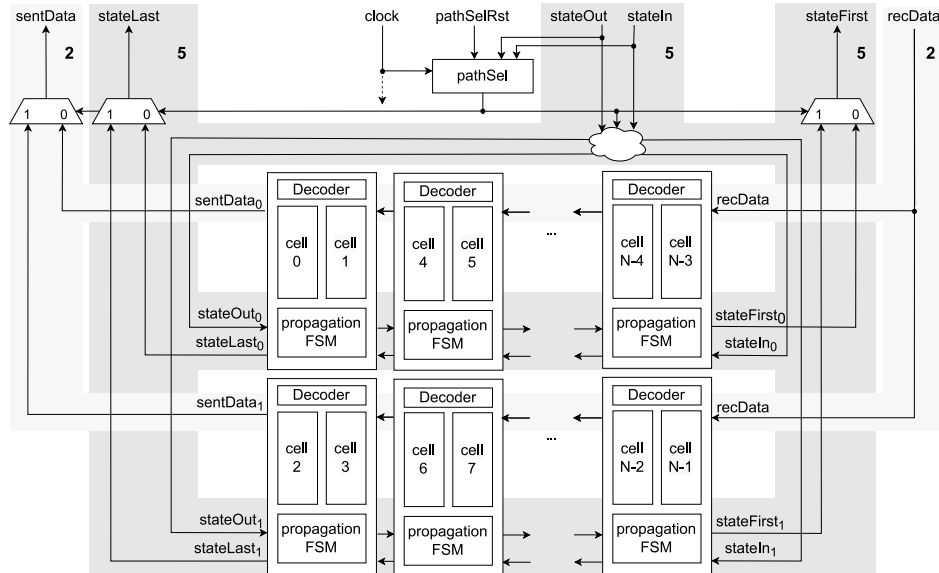 sentData stateLast clock pathSelRst stateOut stateIn stateFirst recData
2 5 5 5 2
pathSel
1 0 1 0 1 0
Decoder Decoder Decoder
sentData0 recData
cell 0 cell 1 cell 4 cell 5 ... cell N-4 cell N-3
stateOut0 propagation FSM propagation FSM propagation FSM stateFirst0
stateLast0 stateIn0
Decoder Decoder Decoder
sentData1 recData
cell 2 cell 3 cell 6 cell 7 ... cell N-2 cell N-1
stateOut1 propagation FSM propagation FSM propagation FSM stateFirst1
stateLast1 stateIn1